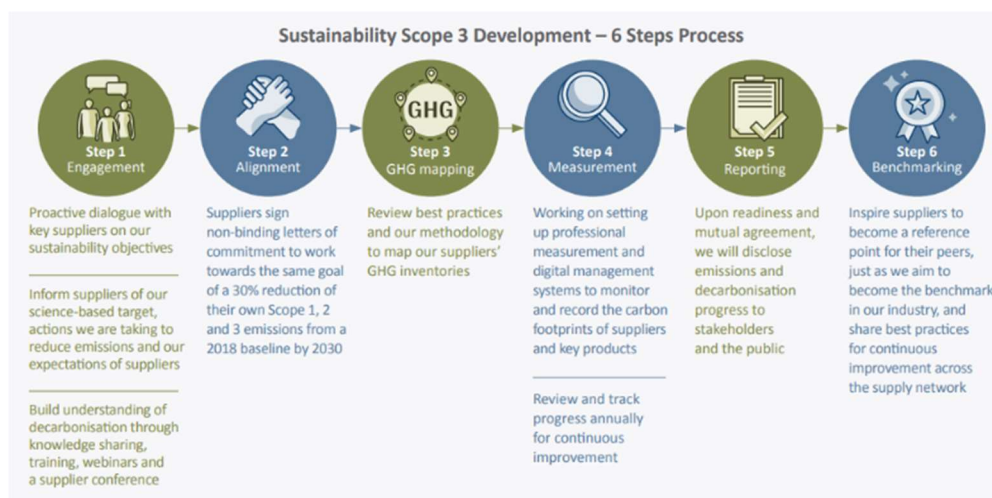 Sustainability Scope 3 Development – 6 Steps Process
GHG
Step 1
Engagement
Step 2
Alignment
Step 3
GHG mapping
Step 4
Measurement
Step 5
Reporting
Step 6
Benchmarking
Proactive dialogue with
key suppliers on our
sustainability objectives
Inform suppliers of our
science-based target,
actions we are taking to
reduce emissions and our
expectations of suppliers
Build understanding of
decarbonisation through
knowledge sharing,
training, webinars and
a supplier conference
Suppliers sign
non-binding letters of
commitment to work
towards the same goal
of a 30% reduction of
their own Scope 1, 2
and 3 emissions from a
2018 baseline by 2030
Review best practices
and our methodology
to map our suppliers'
GHG inventories
Working on setting
up professional
measurement and
digital management
systems to monitor
and record the carbon
footprints of suppliers
and key products
Review and track
progress annually
for continuous
improvement
Upon readiness and
mutual agreement,
we will disclose
emissions and
decarbonisation
progress to
stakeholders
and the public
Inspire suppliers to
become a reference
point for their peers,
just as we aim to
become the benchmark
in our industry, and
share best practices
for continuous
improvement across
the supply network